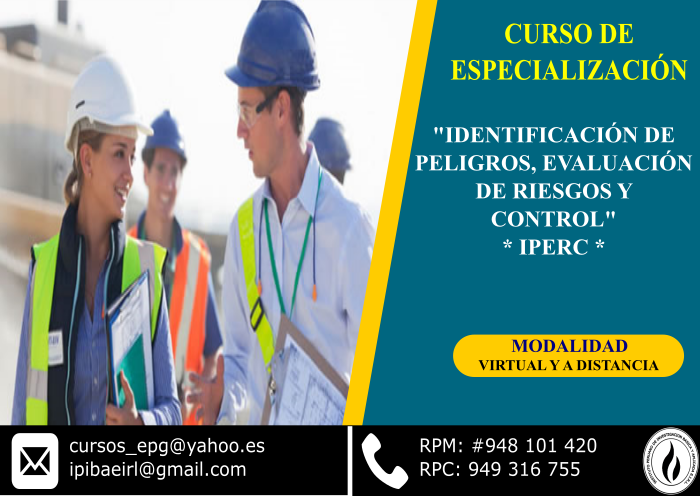 CURSO DE
ESPECIALIZACIÓN
"IDENTIFICACIÓN DE
PELIGROS, EVALUACIÓN
DE RIESGOS Y
CONTROL"
* IPERC *
MODALIDAD
VIRTUAL Y A DISTANCIA
cursos_epg@yahoo.es
ipibaeirl@gmail.com
RPM: #948 101 420
RPC: 949 316 755